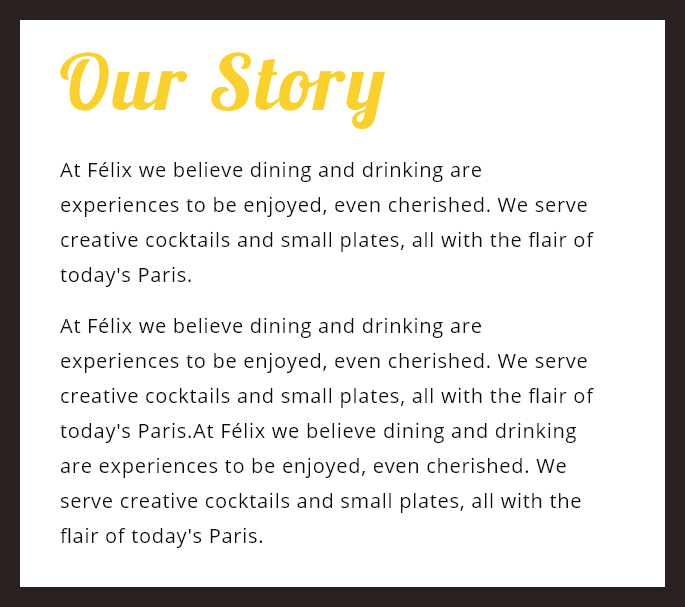 Our Story
At Félix we believe dining and drinking are
experiences to be enjoyed, even cherished. We serve
creative cocktails and small plates, all with the flair of
today's Paris.
At Félix we believe dining and drinking are
experiences to be enjoyed, even cherished. We serve
creative cocktails and small plates, all with the flair of
today's Paris.At Félix we believe dining and drinking
are experiences to be enjoyed, even cherished. We
serve creative cocktails and small plates, all with the
flair of today's Paris.